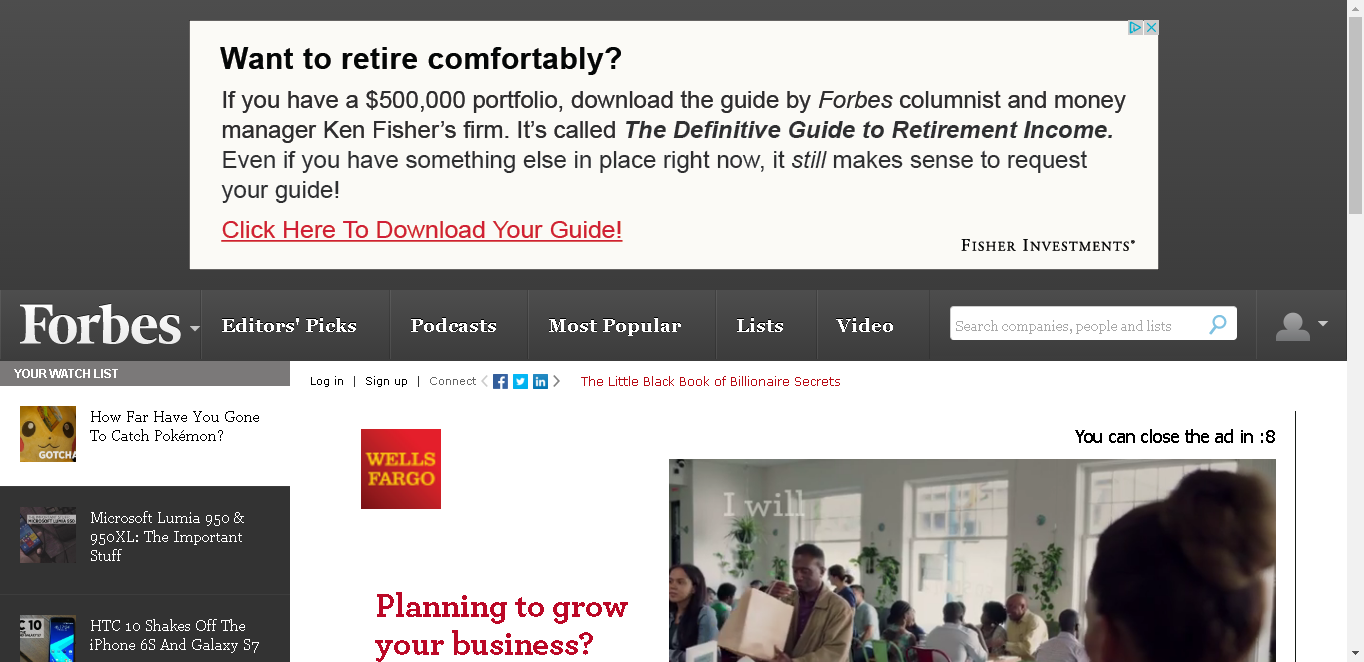 Want to retire comfortably?
If you have a $500,000 portfolio, download the guide by Forbes columnist and money
manager Ken Fisher's firm. It's called The Definitive Guide to Retirement Income.
Even if you have something else in place right now, it still makes sense to request
your guide!
Click Here To Download Your Guide!
FISHER INVESTMENTS®
Forbes
Editors' Picks
Podcasts
Most Popular
Lists
Video
Search companies, people and lists
YOUR WATCH LIST
Log in | Sign up | Connect
The Little Black Book of Billionaire Secrets
GOTCHA
How Far Have You Gone
To Catch Pokémon?
MICROSOFT LUMIA 950
Microsoft Lumia 950 &
950XL: The Important
Stuff
HTC 10 Shakes Off The
iPhone 6S And Galaxy S7
WELLS
FARGO
You can close the ad in :8
I will
Planning to grow
your business?